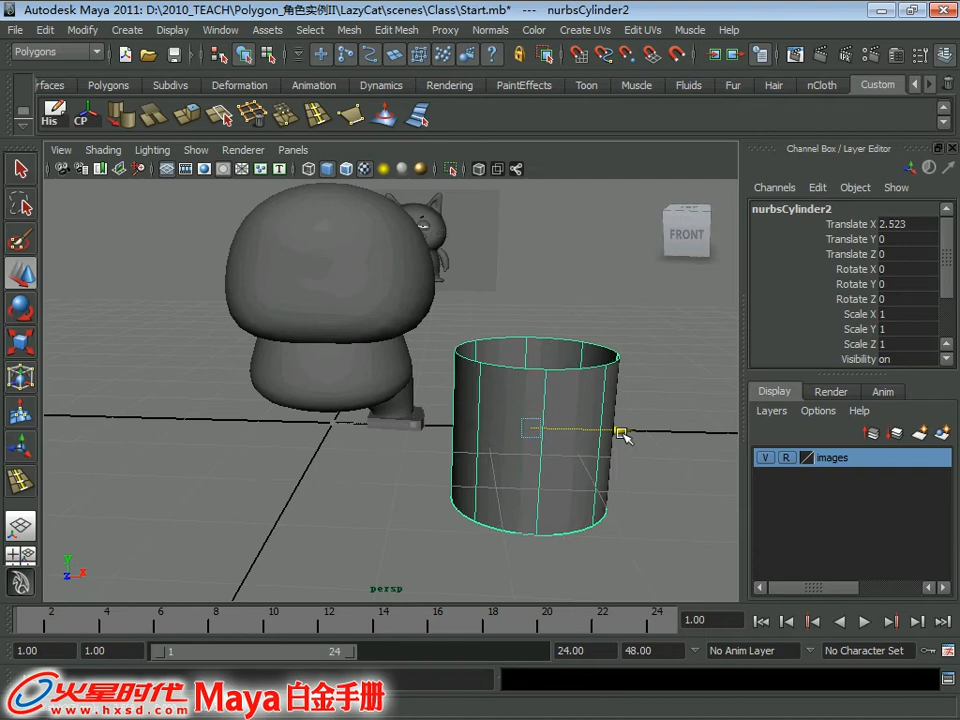 Autodesk Maya 2011: D:\2010_TEACH\Polygon_角色实例II\LazyCat\scenes\Class\Start.mb* --- nurbsCylinder2
File Edit Modify Create Display Window Assets Select Mesh Edit Mesh Proxy Normals Color Create UVs Edit UVs Muscle Help
Polygons
rfaces Polygons Subdivs Deformation Animation Dynamics Rendering PaintEffects Toon Muscle Fluids Fur Hair nCloth Custom
His CP
View Shading Lighting Show Renderer Panels
Channel Box / Layer Editor
Channels Edit Object Show
nurbsCylinder2
Translate X 2.523
Translate Y 0
Translate Z 0
Rotate X 0
Rotate Y 0
Rotate Z 0
Scale X 1
Scale Y 1
Scale Z 1
Visibility on
FRONT
Display Render Anim
Layers Options Help
V R images
y x z
persp
2 4 6 8 10 12 14 16 18 20 22 24
1.00
1.00 1.00 1 24 24.00 48.00 No Anim Layer No Character Set
火星时代 Maya 白金手册
www.hxsd.com